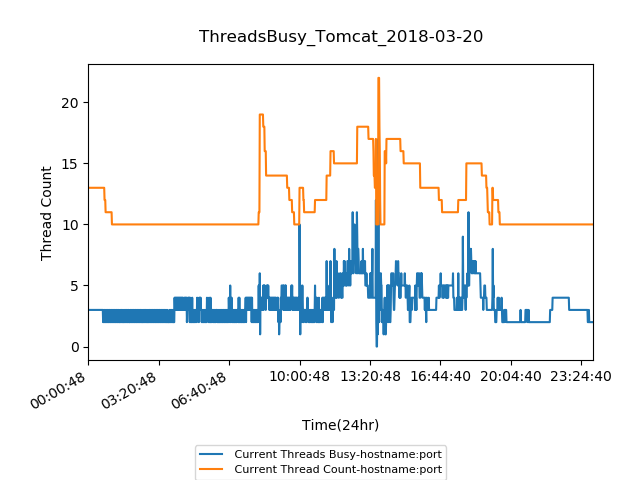 ThreadsBusy_Tomcat_2018-03-20
Thread Count
20
15
10
5
0
00:00:48
03:20:48
06:40:48
10:00:48
13:20:48
16:44:40
20:04:40
23:24:40
Time(24hr)
Current Threads Busy-hostname:port
Current Thread Count-hostname:port